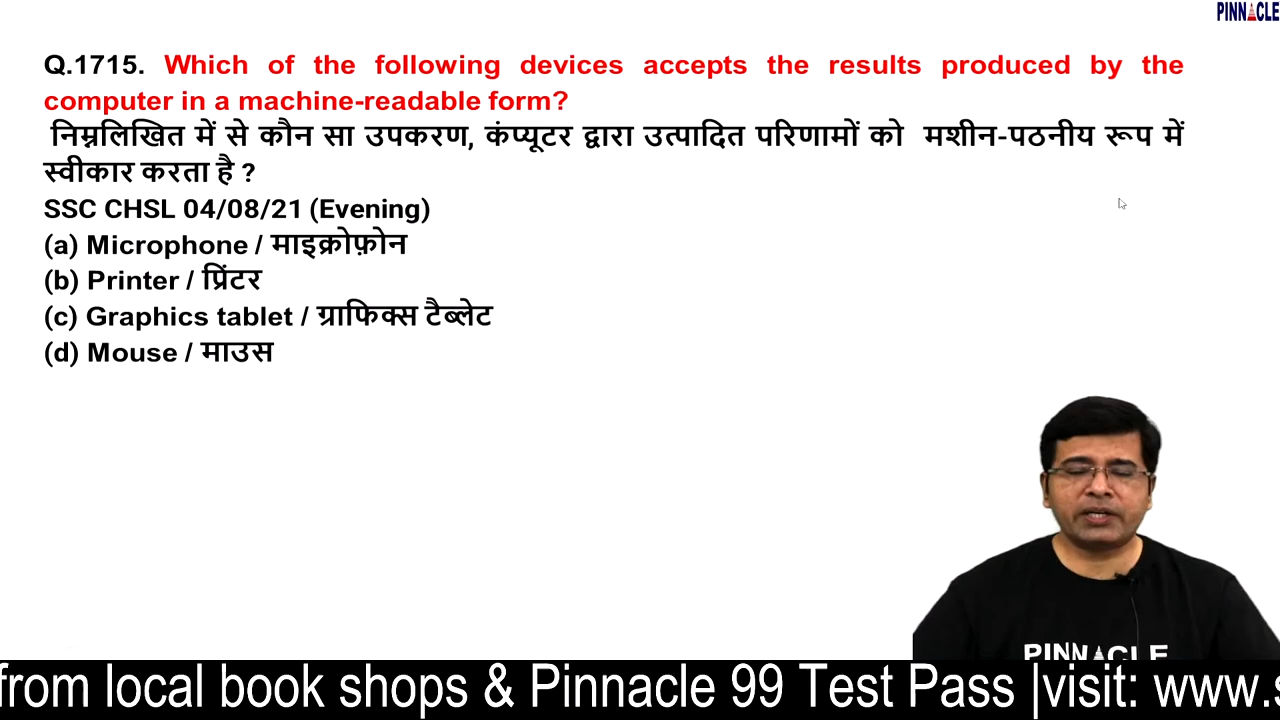 PINNACLE
Q.1715. Which of the following devices accepts the results produced by the
computer in a machine-readable form?
निम्नलिखित में से कौन सा उपकरण, कंप्यूटर द्वारा उत्पादित परिणामों को मशीन-पठनीय रूप में
स्वीकार करता है ?
SSC CHSL 04/08/21 (Evening)
(a) Microphone / माइक्रोफ़ोन
(b) Printer / प्रिंटर
(c) Graphics tablet / ग्राफिक्स टैब्लेट
(d) Mouse / माउस
PINNACLE
from local book shops & Pinnacle 99 Test Pass |visit: www.s